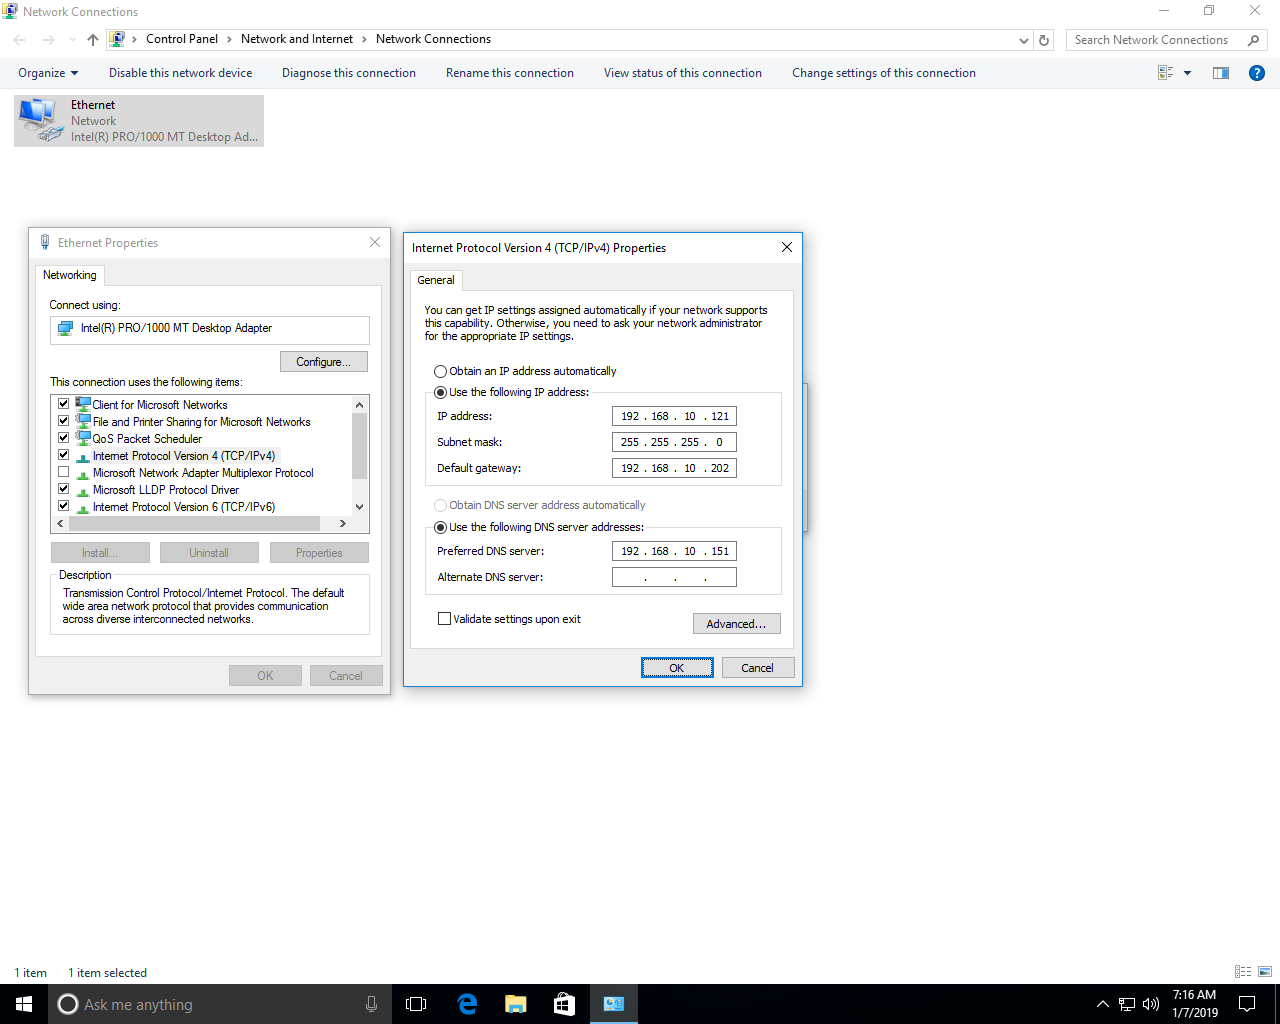 Network Connections
Control Panel > Network and Internet > Network Connections
Search Network Connections
Organize
Disable this network device
Diagnose this connection
Rename this connection
View status of this connection
Change settings of this connection
Ethernet
Network
Intel(R) PRO/1000 MT Desktop Ad...
Ethernet Properties
Networking
Connect using:
Intel(R) PRO/1000 MT Desktop Adapter
Configure...
This connection uses the following items:
Client for Microsoft Networks
File and Printer Sharing for Microsoft Networks
QoS Packet Scheduler
Internet Protocol Version 4 (TCP/IPv4)
Microsoft Network Adapter Multiplexor Protocol
Microsoft LLDP Protocol Driver
Internet Protocol Version 6 (TCP/IPv6)
Install...
Uninstall
Properties
Description
Transmission Control Protocol/Internet Protocol. The default
wide area network protocol that provides communication
across diverse interconnected networks.
OK
Cancel
Internet Protocol Version 4 (TCP/IPv4) Properties
General
You can get IP settings assigned automatically if your network supports
this capability. Otherwise, you need to ask your network administrator
for the appropriate IP settings.
Obtain an IP address automatically
Use the following IP address:
IP address: 192 . 168 . 10 . 121
Subnet mask: 255 . 255 . 255 . 0
Default gateway: 192 . 168 . 10 . 202
Obtain DNS server address automatically
Use the following DNS server addresses:
Preferred DNS server: 192 . 168 . 10 . 151
Alternate DNS server: . . .
Validate settings upon exit
Advanced...
OK
Cancel
1 item
1 item selected
Ask me anything
7:16 AM
1/7/2019